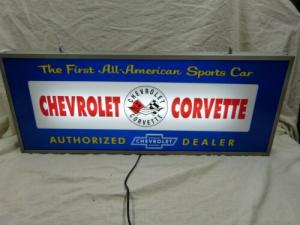 The First All-American Sports Car
CHEVROLET CHEVROLET CORVETTE CORVETTE
AUTHORIZED CHEVROLET DEALER